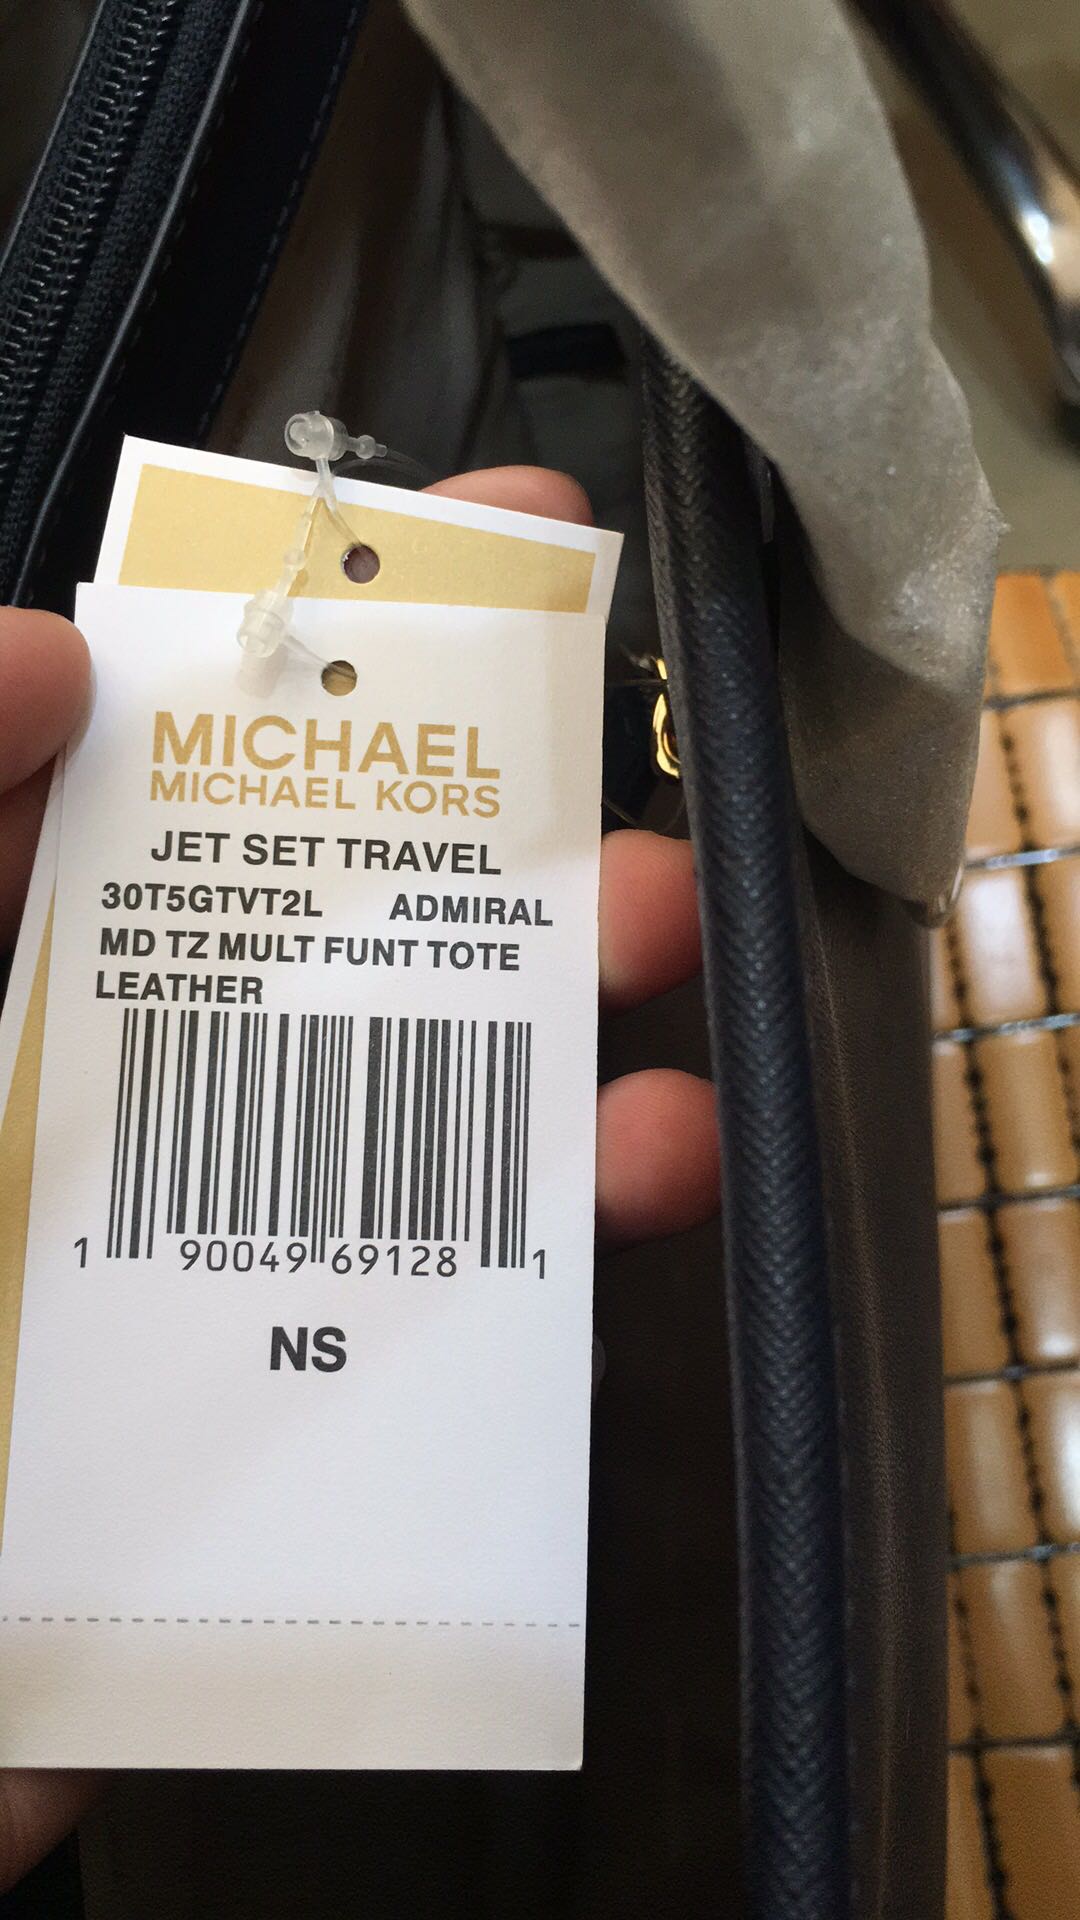 MICHAEL
MICHAEL KORS
JET SET TRAVEL
30T5GTVT2L ADMIRAL
MD TZ MULT FUNT TOTE
LEATHER
1 90049 69128 1
NS